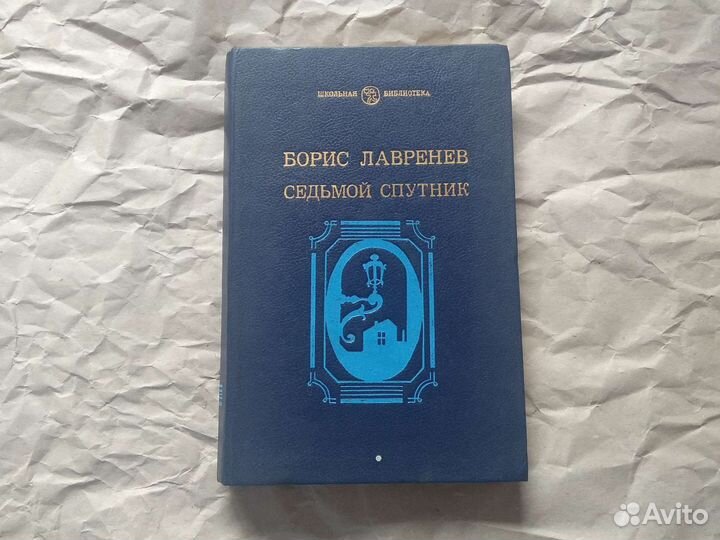 ШКОЛЬНАЯ БИБЛИОТЕКА
БОРИС ЛАВРЕНЕВ
СЕДЬМОЙ СПУТНИК
Avito